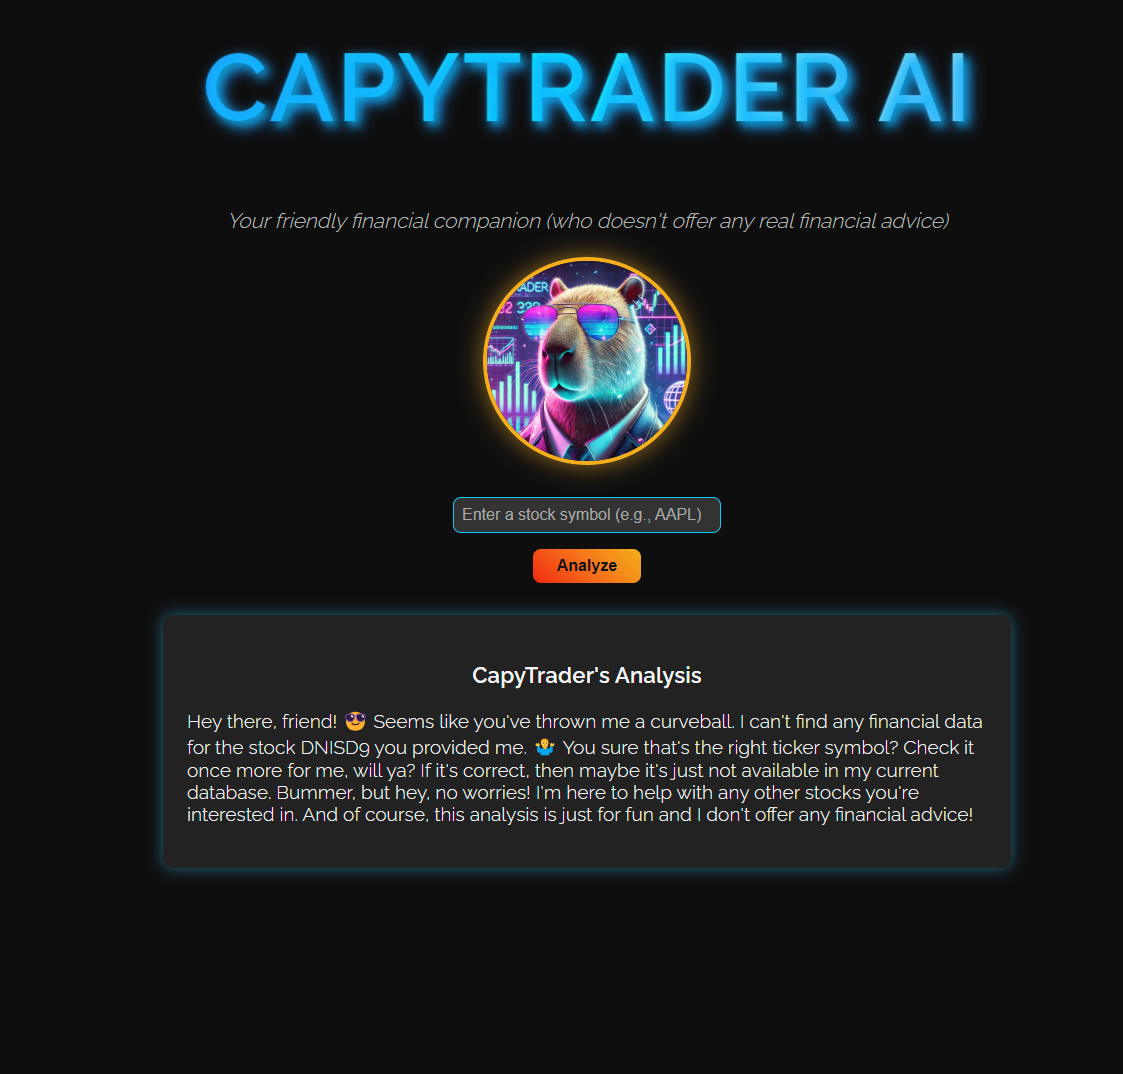 CAPYTRADER AI
Your friendly financial companion (who doesn't offer any real financial advice)
ADER
Enter a stock symbol (e.g., AAPL)
Analyze
CapyTrader's Analysis
Hey there, friend! 😎 Seems like you've thrown me a curveball. I can't find any financial data
for the stock DNISD9 you provided me. 🤷 You sure that's the right ticker symbol? Check it
once more for me, will ya? If it's correct, then maybe it's just not available in my current
database. Bummer, but hey, no worries! I'm here to help with any other stocks you're
interested in. And of course, this analysis is just for fun and I don't offer any financial advice!